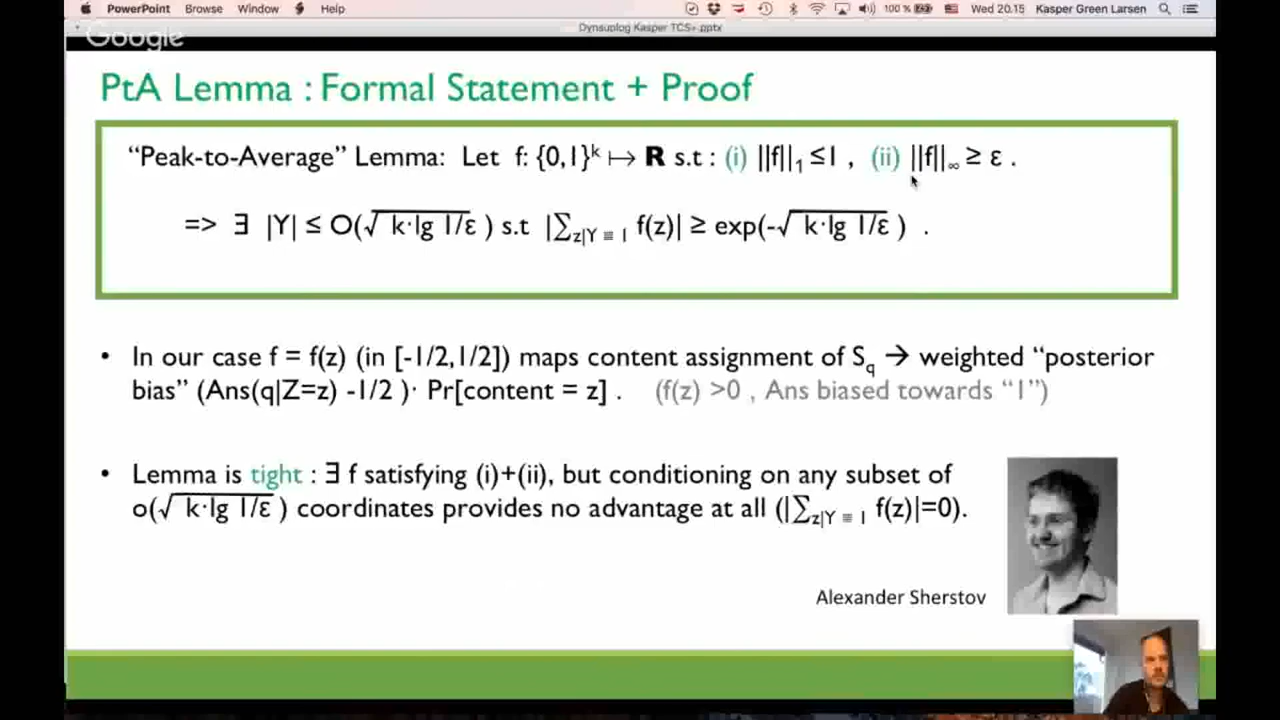 PowerPoint Browse Window Help 100 % Wed 20.15 Kasper Green Larsen
Dynsuplog Kasper TCS+.pptx
Google
PtA Lemma : Formal Statement + Proof
“Peak-to-Average” Lemma: Let f: {0,1}ᵏ ↦ R s.t : (i) ||f||₁ ≤1 , (ii) ||f||∞ ≥ ε .
=> ∃ |Y| ≤ O(√ k·lg 1/ε ) s.t |∑z|Y ≡ 1 f(z)| ≥ exp(-√ k·lg 1/ε ) .
• In our case f = f(z) (in [-1/2,1/2]) maps content assignment of Sq → weighted “posterior
bias” (Ans(q|Z=z) -1/2 )· Pr[content = z] . (f(z) >0 , Ans biased towards “1”)
• Lemma is tight : ∃ f satisfying (i)+(ii), but conditioning on any subset of
o(√ k·lg 1/ε ) coordinates provides no advantage at all (|∑z|Y ≡ 1 f(z)|=0).
Alexander Sherstov